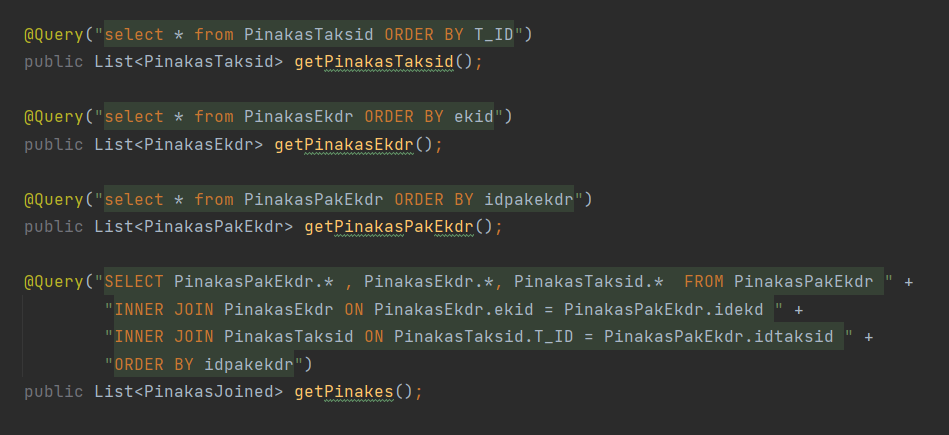 @Query("select * from PinakasTaksid ORDER BY T_ID")
public List<PinakasTaksid> getPinakasTaksid();
@Query("select * from PinakasEkdr ORDER BY ekid")
public List<PinakasEkdr> getPinakasEkdr();
@Query("select * from PinakasPakEkdr ORDER BY idpakekdr")
public List<PinakasPakEkdr> getPinakasPakEkdr();
@Query("SELECT PinakasPakEkdr.* , PinakasEkdr.*, PinakasTaksid.*  FROM PinakasPakEkdr " +
"INNER JOIN PinakasEkdr ON PinakasEkdr.ekid = PinakasPakEkdr.idekd " +
"INNER JOIN PinakasTaksid ON PinakasTaksid.T_ID = PinakasPakEkdr.idtaksid " +
"ORDER BY idpakekdr")
public List<PinakasJoined> getPinakes();